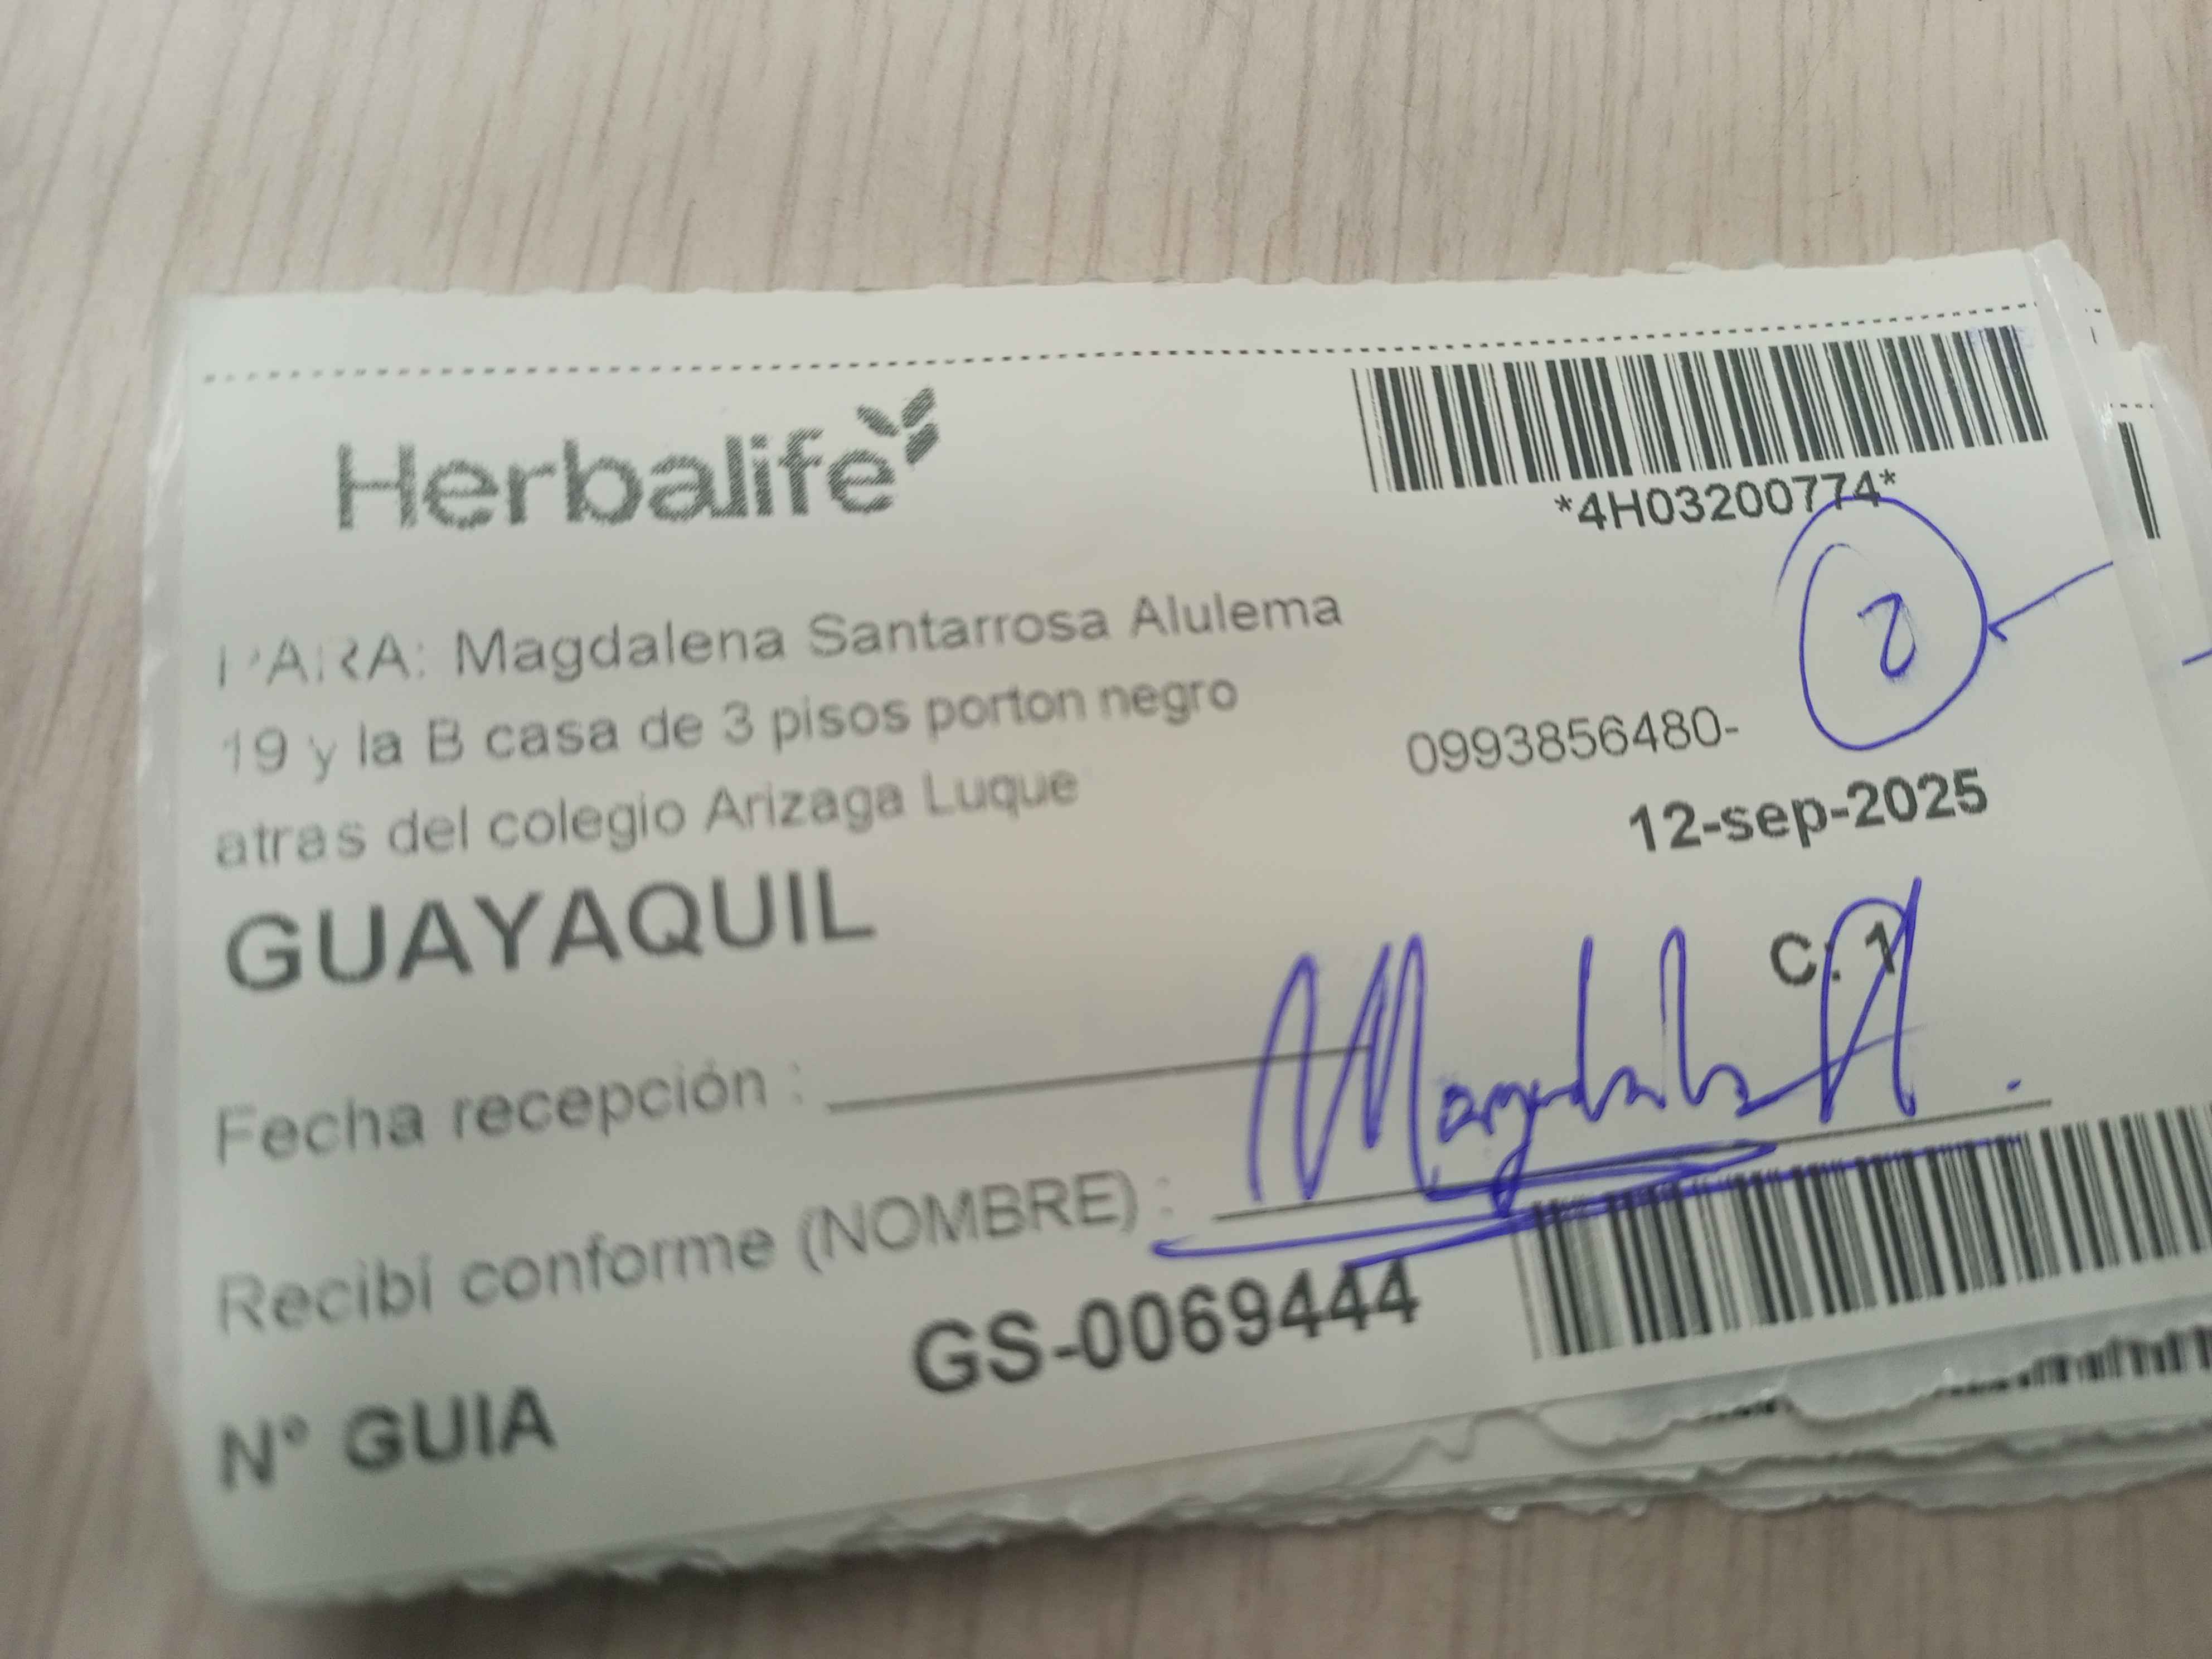 Herbalife
*4H03200774*
PARA: Magdalena Santarrosa Alulema
19 y la B casa de 3 pisos porton negro
atras del colegio Arizaga Luque
0993856480-
12-sep-2025
GUAYAQUIL
C: 1
Fecha recepción :
Recibí conforme (NOMBRE) :
N° GUIA GS-0069444